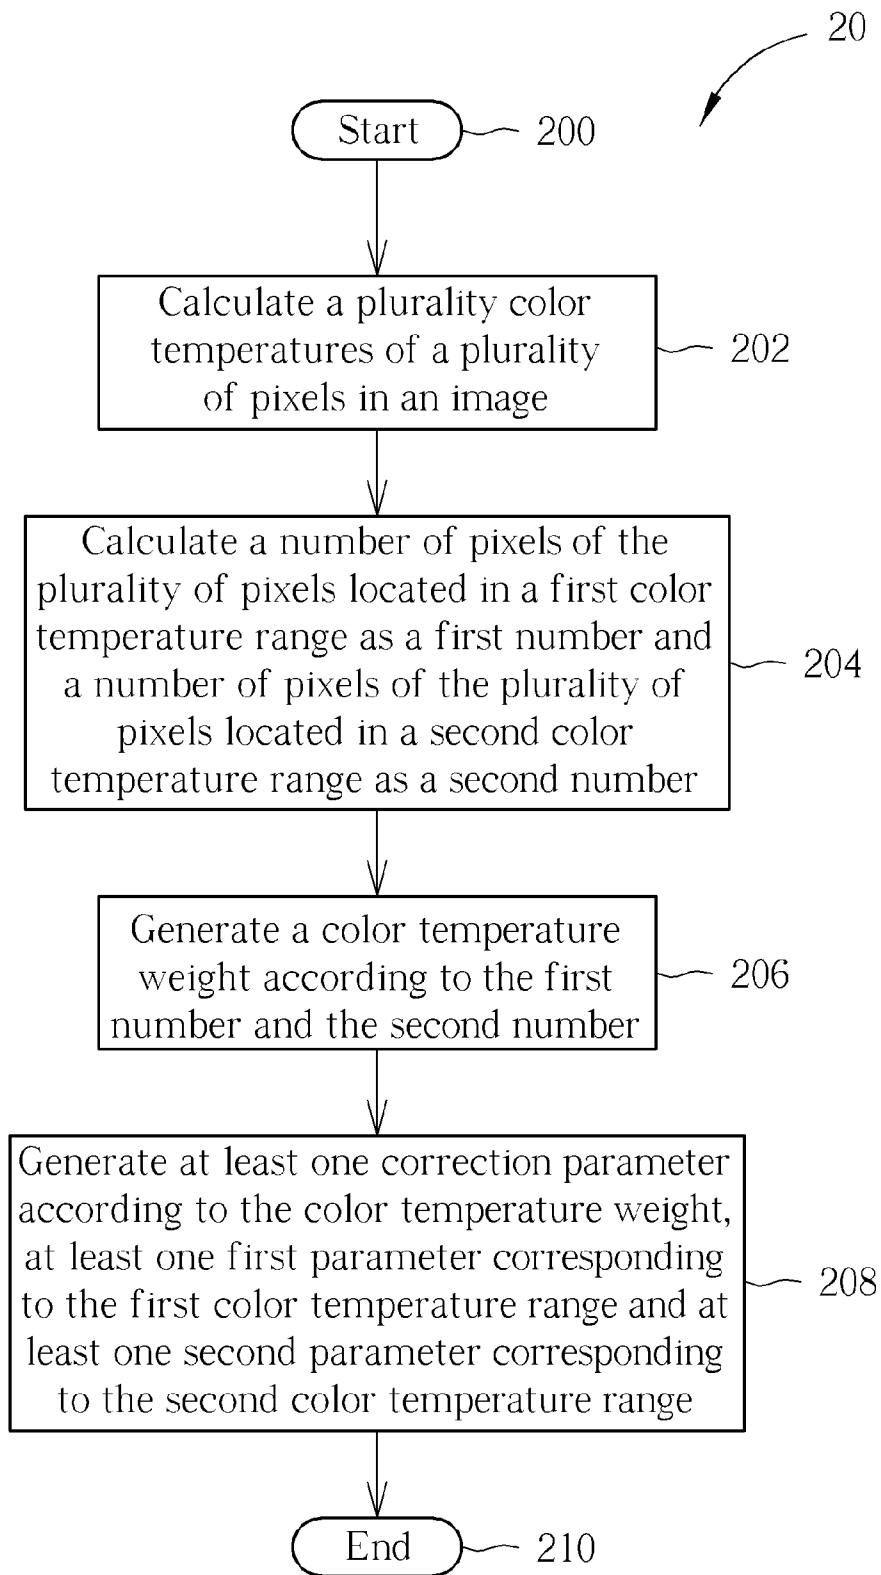 20
Start
200
Calculate a plurality color
temperatures of a plurality
of pixels in an image
202
Calculate a number of pixels of the
plurality of pixels located in a first color
temperature range as a first number and
a number of pixels of the plurality of
pixels located in a second color
temperature range as a second number
204
Generate a color temperature
weight according to the first
number and the second number
206
Generate at least one correction parameter
according to the color temperature weight,
at least one first parameter corresponding
to the first color temperature range and at
least one second parameter corresponding
to the second color temperature range
208
End
210